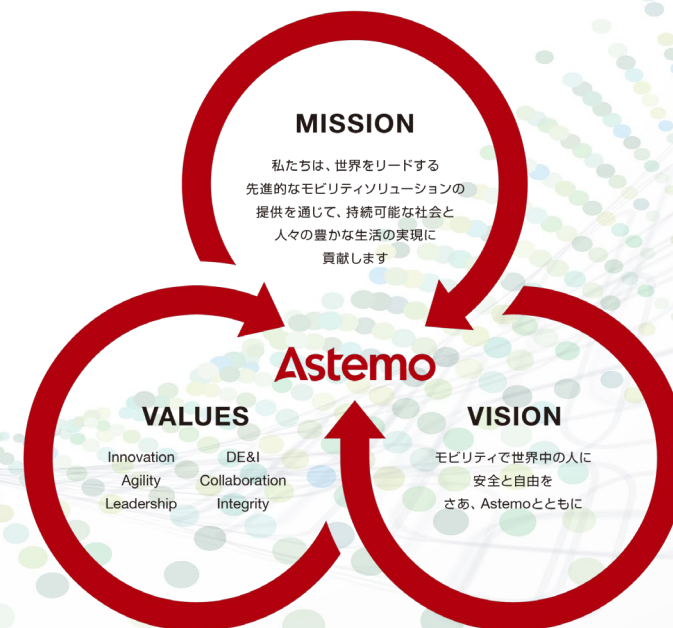 MISSION
私たちは、世界をリードする
先進的なモビリティソリューションの
提供を通じて、持続可能な社会と
人々の豊かな生活の実現に
貢献します
Astemo
VALUES
Innovation DE&I
Agility Collaboration
Leadership Integrity
VISION
モビリティで世界中の人に
安全と自由を
さあ、Astemoとともに